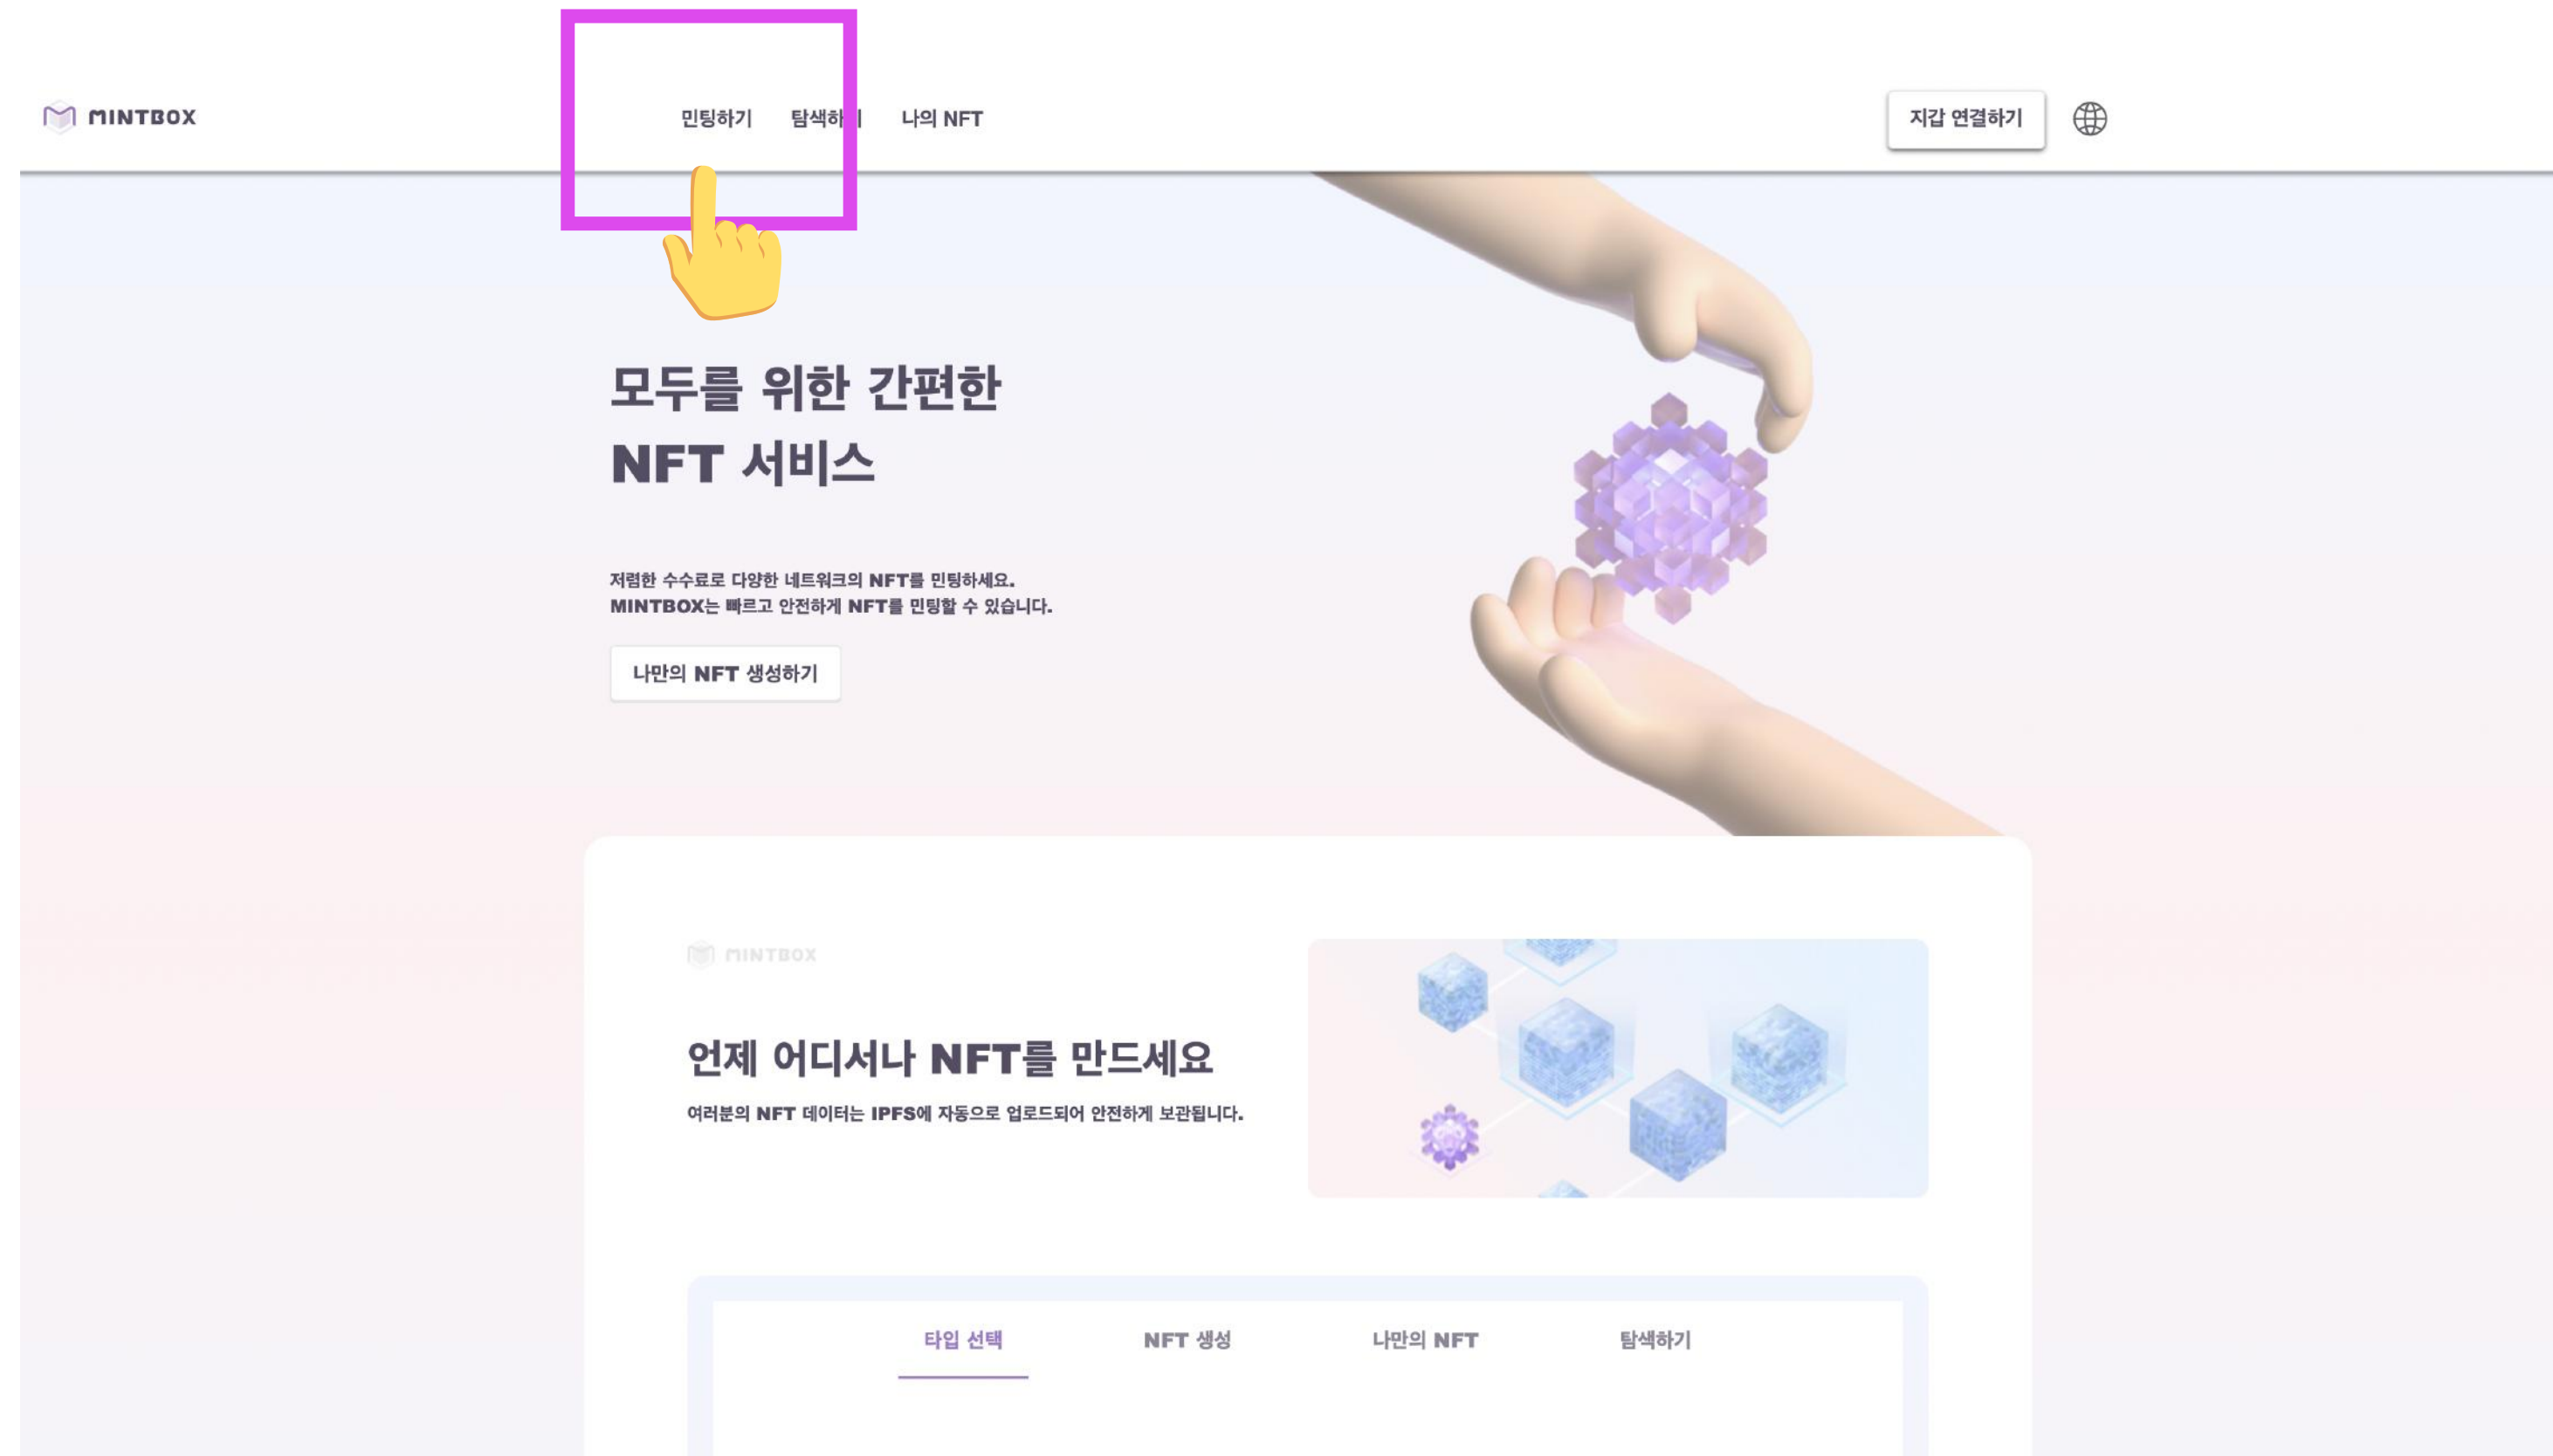 MINTBOX
민팅하기 탐색하기 나의 NFT
지갑 연결하기
모두를 위한 간편한
NFT 서비스
저렴한 수수료로 다양한 네트워크의 NFT를 민팅하세요.
MINTBOX는 빠르고 안전하게 NFT를 민팅할 수 있습니다.
나만의 NFT 생성하기
MINTBOX
언제 어디서나 NFT를 만드세요
여러분의 NFT 데이터는 IPFS에 자동으로 업로드되어 안전하게 보관됩니다.
타입 선택 NFT 생성 나만의 NFT 탐색하기